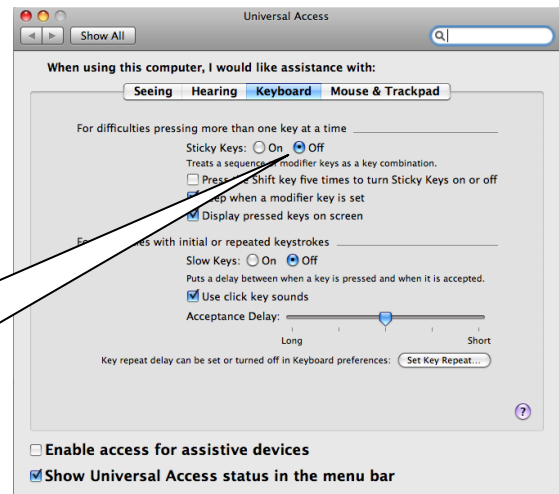 Universal Access
Show All
When using this computer, I would like assistance with:
Seeing Hearing Keyboard Mouse & Trackpad
For difficulties pressing more than one key at a time
Sticky Keys: On Off
Treats a sequence modifier keys as a key combination.
Press the Shift key five times to turn Sticky Keys on or off
when a modifier key is set
Display pressed keys on screen
with initial or repeated keystrokes
Slow Keys: On Off
Puts a delay between when a key is pressed and when it is accepted.
Use click key sounds
Acceptance Delay:
Long Short
Key repeat delay can be set or turned off in Keyboard preferences: Set Key Repeat...
?
Enable access for assistive devices
Show Universal Access status in the menu bar